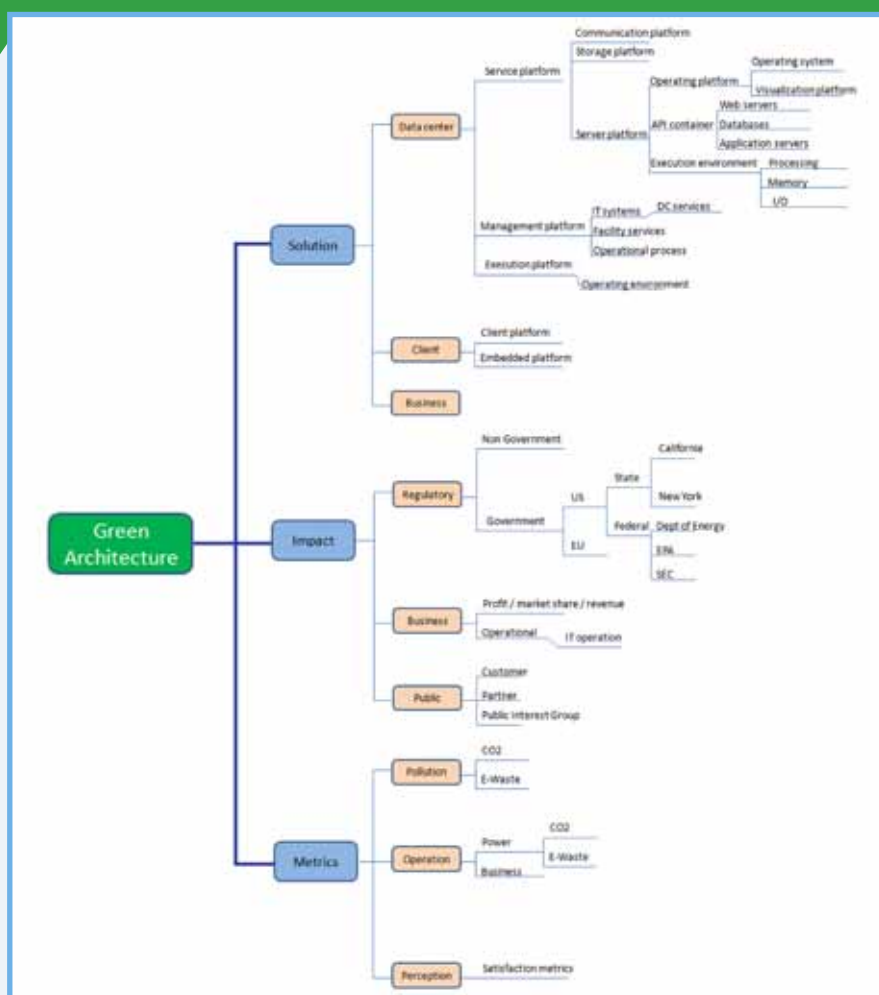 Green
Architecture
Solution
Data center
Service platform
Communication platform
Storage platform
Server platform
Operating platform
Operating system
Visualization platform
API container
Web servers
Databases
Application servers
Execution environment
Processing
Memory
I/O
Management platform
IT systems
DC services
Facility services
Operational process
Execution platform
Operating environment
Client
Client platform
Embedded platform
Business
Impact
Regulatory
Non Government
Government
US
State
California
New York
Federal
Dept of Energy
EPA
SEC
EU
Business
Profit / market share / revenue
Operational
IT operation
Public
Customer
Partner
Public Interest Group
Metrics
Pollution
CO2
E-Waste
Operation
Power
CO2
E-Waste
Business
Perception
Satisfaction metrics